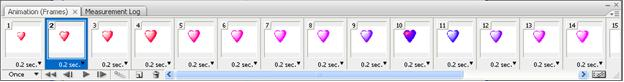 Animation (Frames) × Measurement Log
1 2 3 4 5 6 7 8 9 10 11 12 13 14 15
0.2 sec. 0.2 sec. 0.2 sec. 0.2 sec. 0.2 sec. 0.2 sec. 0.2 sec. 0.2 sec. 0.2 sec. 0.2 sec. 0.2 sec. 0.2 sec. 0.2 sec. 0.2 sec.
Once